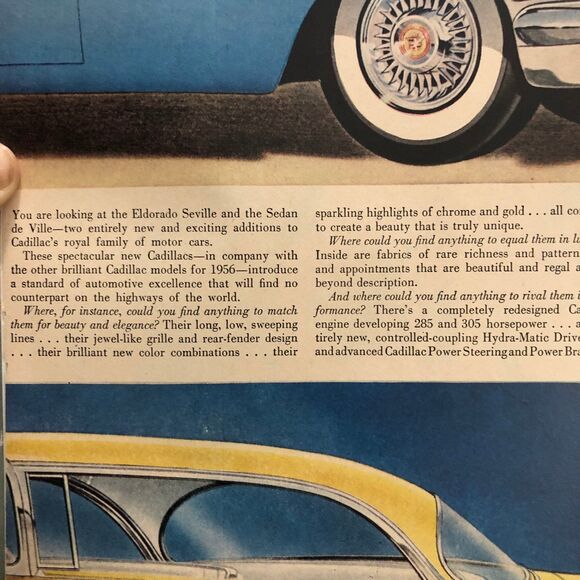 You are looking at the Eldorado Seville and the Sedan
de Ville—two entirely new and exciting additions to
Cadillac's royal family of motor cars.
These spectacular new Cadillacs—in company with
the other brilliant Cadillac models for 1956—introduce
a standard of automotive excellence that will find no
counterpart on the highways of the world.
Where, for instance, could you find anything to match
them for beauty and elegance? Their long, low, sweeping
lines . . . their jewel-like grille and rear-fender design
. . . their brilliant new color combinations . . . their
sparkling highlights of chrome and gold . . . all co
to create a beauty that is truly unique.
Where could you find anything to equal them in lu
Inside are fabrics of rare richness and pattern
and appointments that are beautiful and regal a
beyond description.
And where could you find anything to rival them i
formance? There's a completely redesigned Ca
engine developing 285 and 305 horsepower . . . a
tirely new, controlled-coupling Hydra-Matic Drive
and advanced Cadillac Power Steering and Power Bra